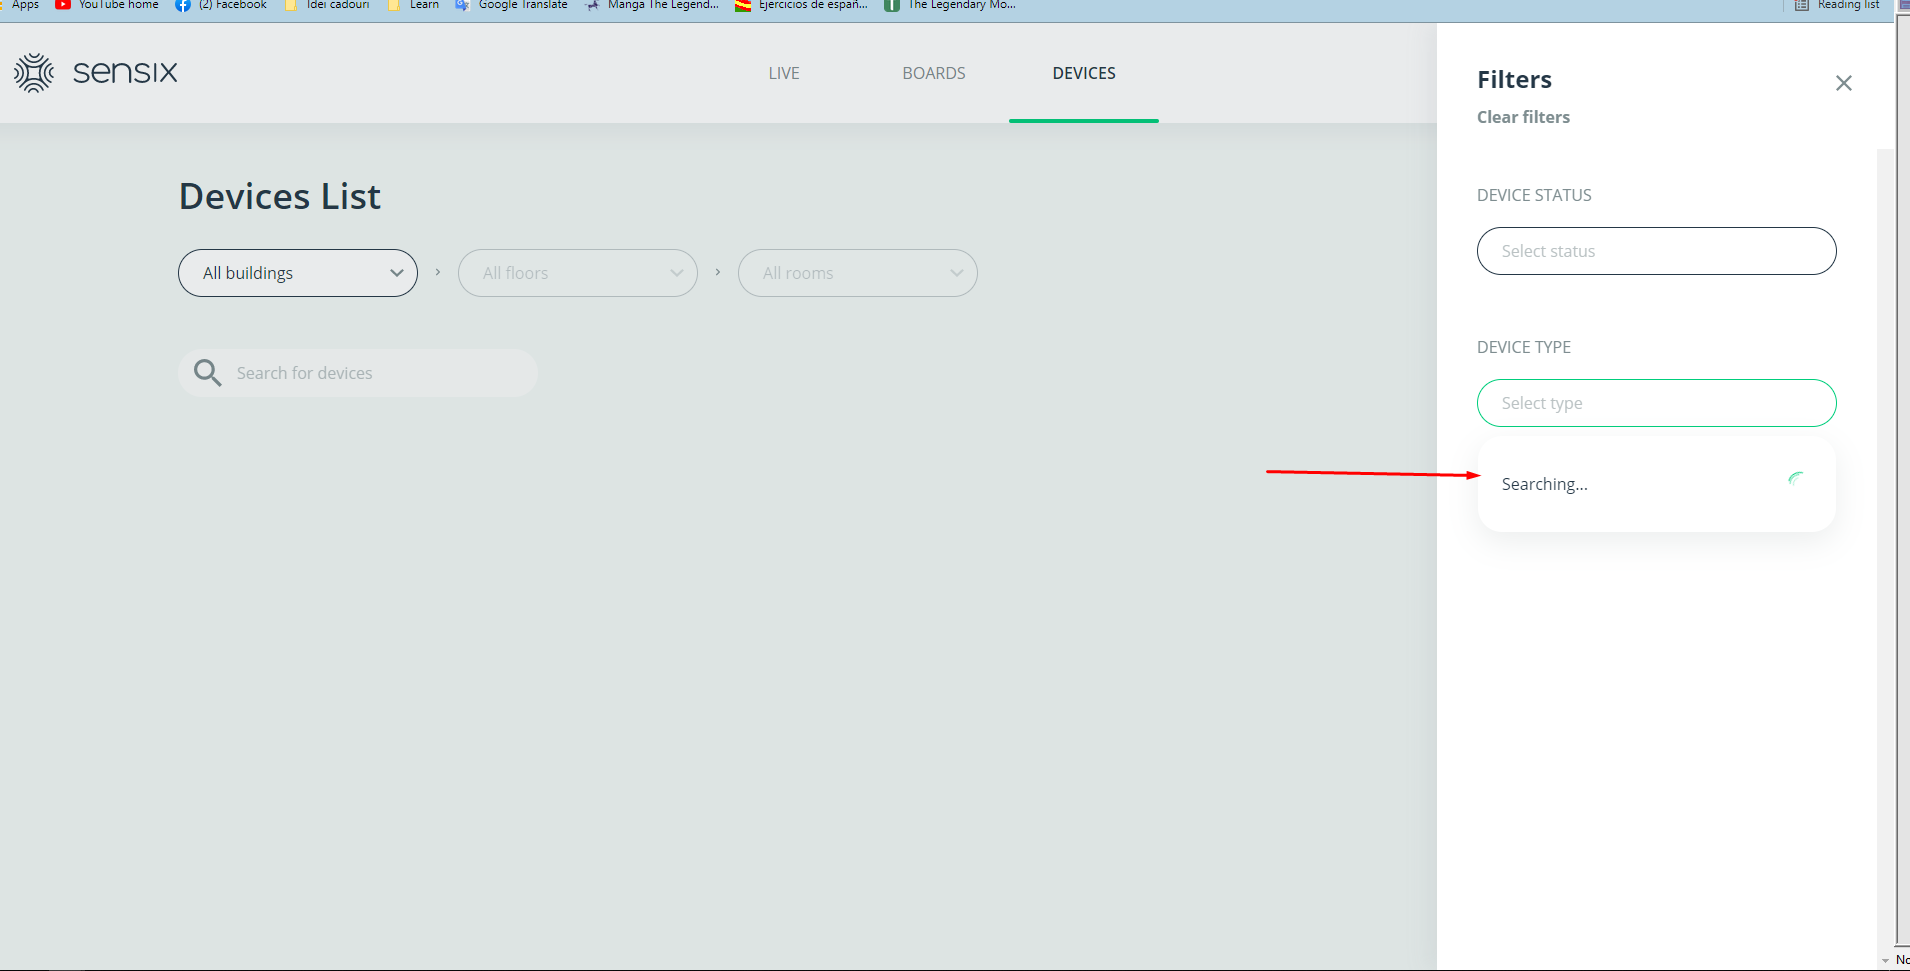 Apps YouTube home (2) Facebook Idei cadouri Learn Google Translate Manga The Legend... Ejercicios de españ... The Legendary Mo... Reading list
sensix LIVE BOARDS DEVICES
Filters
Clear filters
Devices List
DEVICE STATUS
Select status
All buildings > All floors > All rooms
DEVICE TYPE
Search for devices
Select type
Searching...